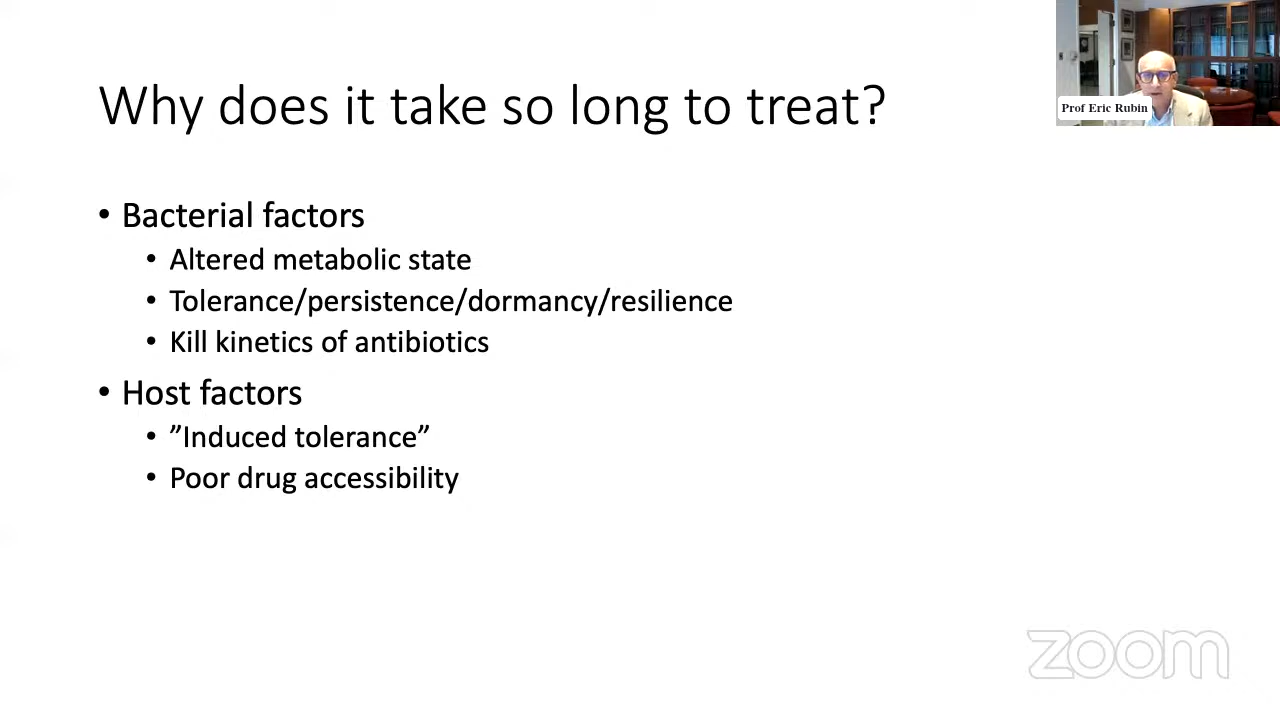 Why does it take so long to treat?
Prof Eric Rubin
• Bacterial factors
• Altered metabolic state
• Tolerance/persistence/dormancy/resilience
• Kill kinetics of antibiotics
• Host factors
• ”Induced tolerance”
• Poor drug accessibility
zoom